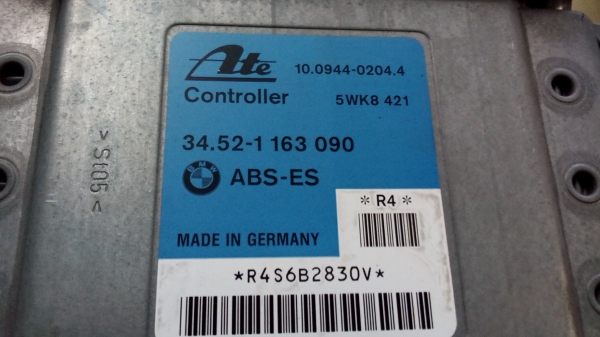 Ate 10.0944-0204.4
Controller 5WK8 421
34.52-1 163 090
BMW ABS-ES
* R4 *
MADE IN GERMANY
*R4S6B2830V*